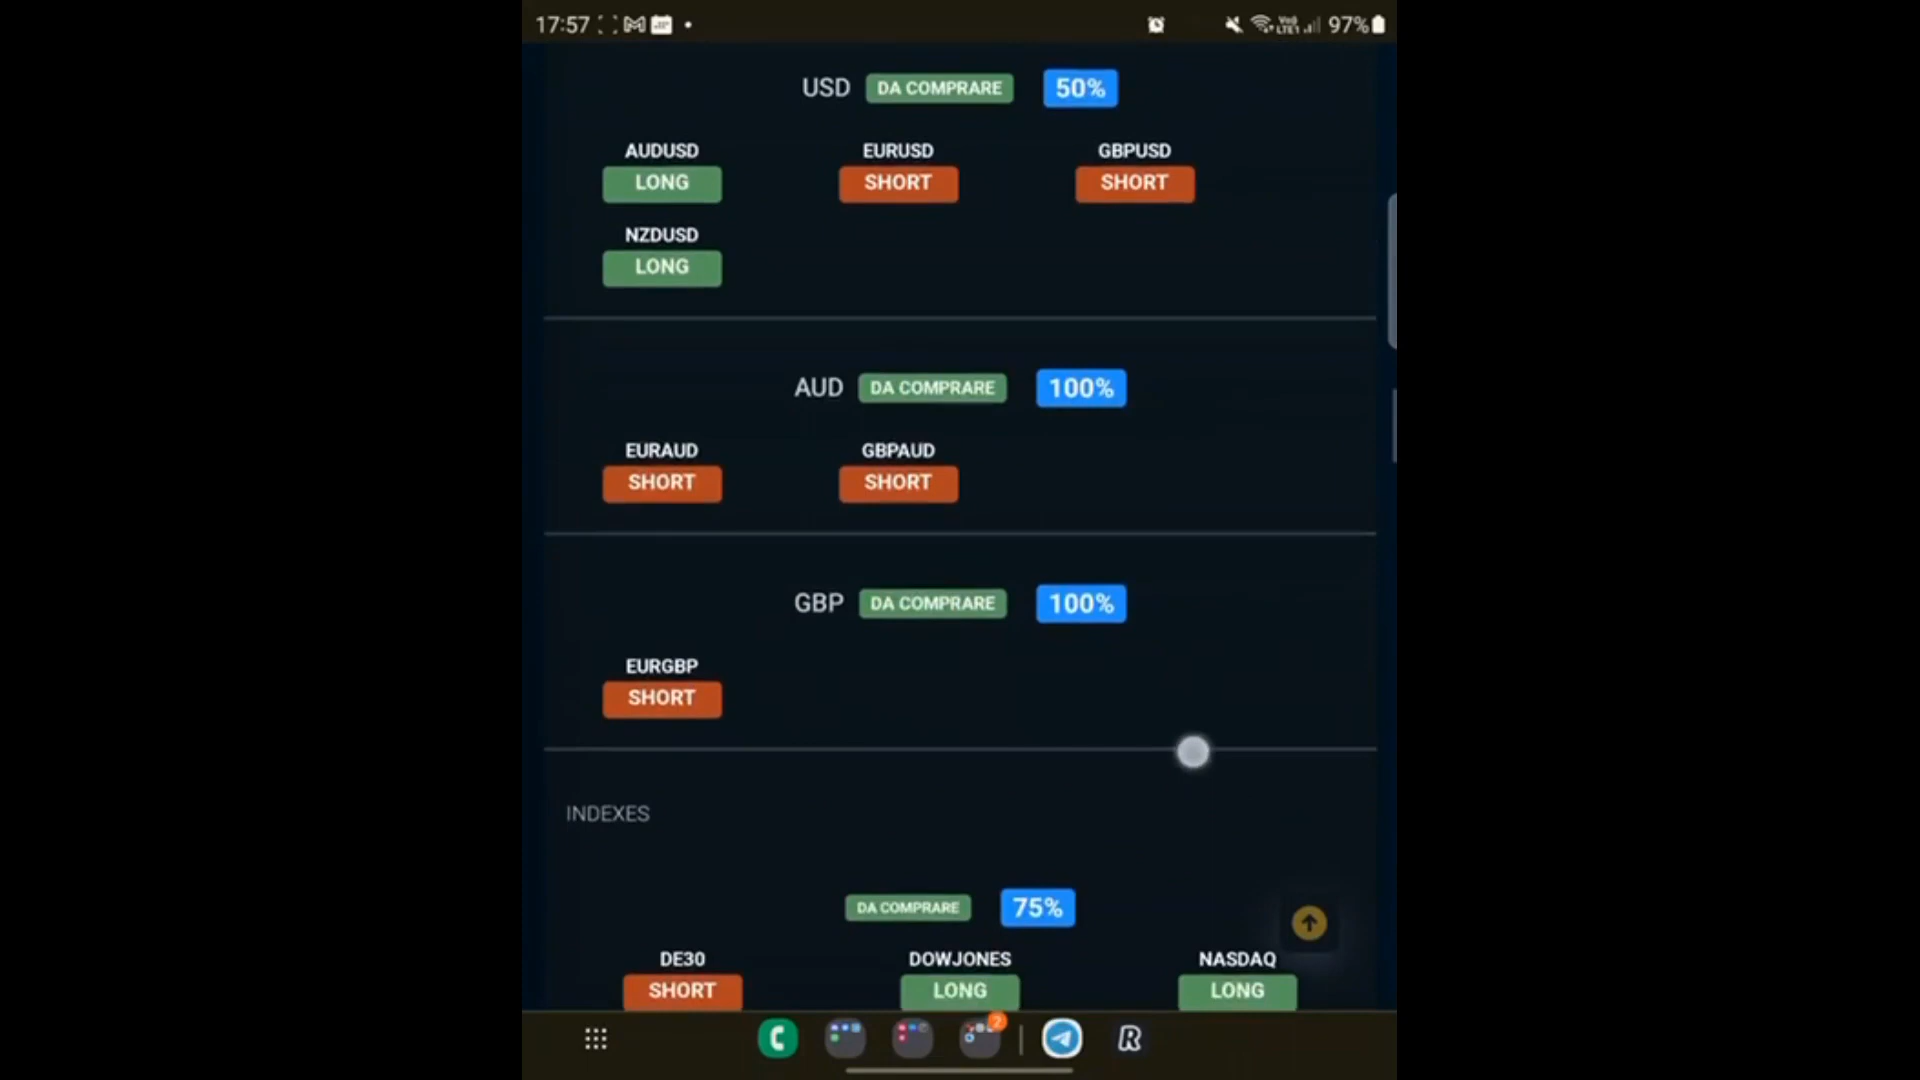 17:57 97%
USD DA COMPRARE 50%
AUDUSD EURUSD GBPUSD
LONG SHORT SHORT
NZDUSD
LONG
AUD DA COMPRARE 100%
EURAUD GBPAUD
SHORT SHORT
GBP DA COMPRARE 100%
EURGBP
SHORT
INDEXES
DA COMPRARE 75%
DE30 DOWJONES NASDAQ
SHORT LONG LONG
2
R